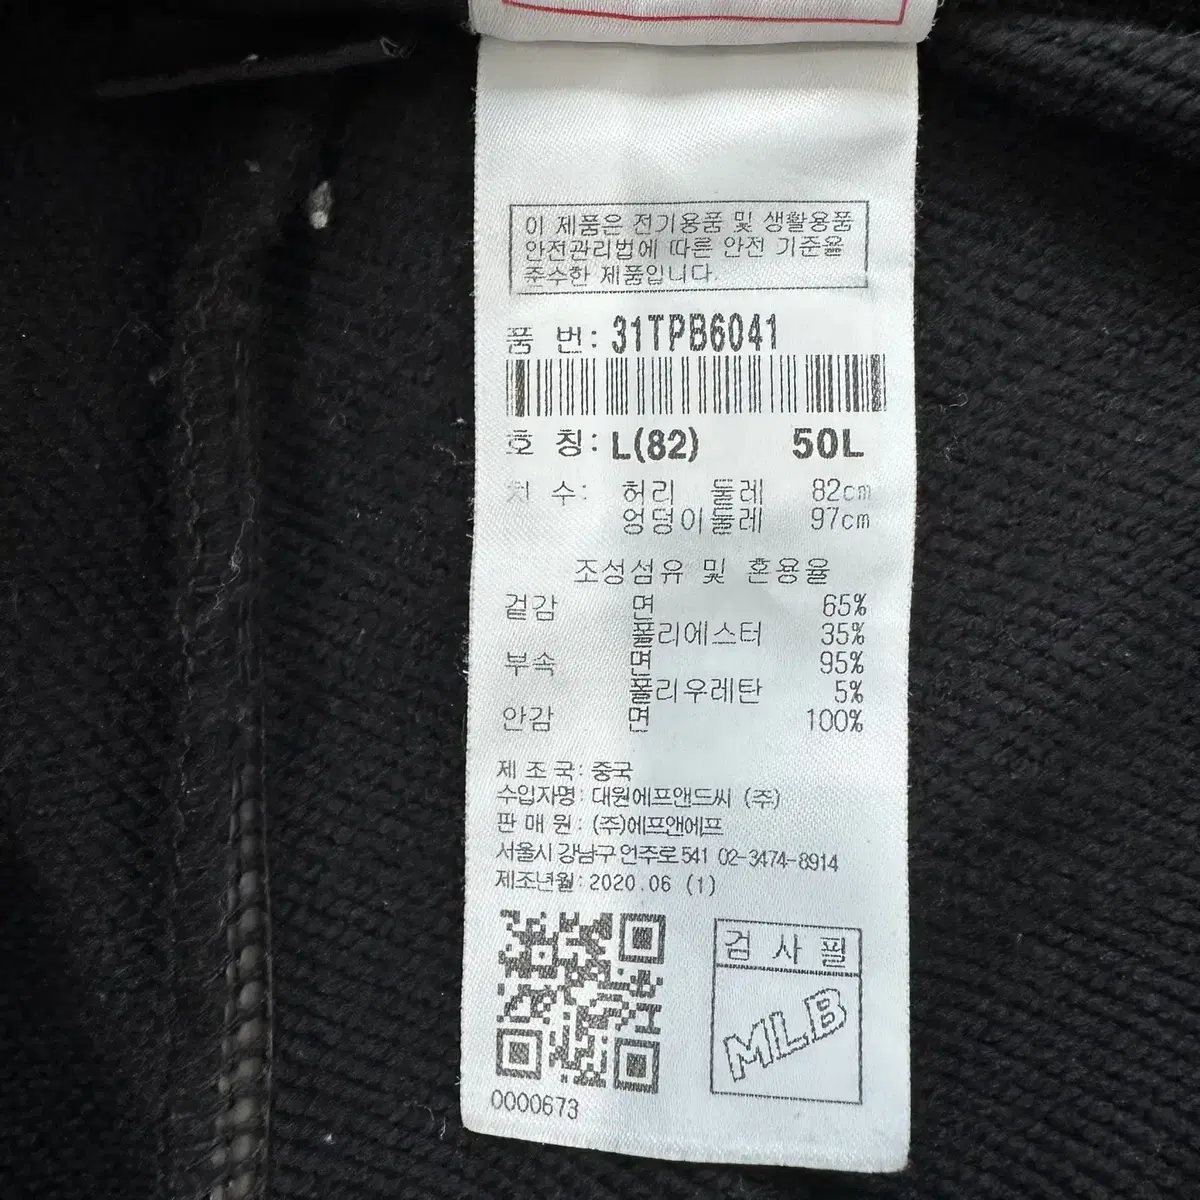 이 제품은 전기용품 및 생활용품
안전관리법에 따른 안전 기준을
준수한 제품입니다.
품 번: 31TPB6041
호 칭: L(82) 50L
치 수: 허리 둘레 82cm
엉덩이둘레 97cm
조성섬유 및 혼용율
겉감 면 65%
폴리에스터 35%
부속 면 95%
폴리우레탄 5%
안감 면 100%
제 조 국: 중국
수입자명: 대원에프앤드씨 (주)
판 매 원: (주)에프앤에프
서울시 강남구 언주로 541 02-3474-8914
제조년월: 2020.06 (1)
검 사 필
MLB
0000673